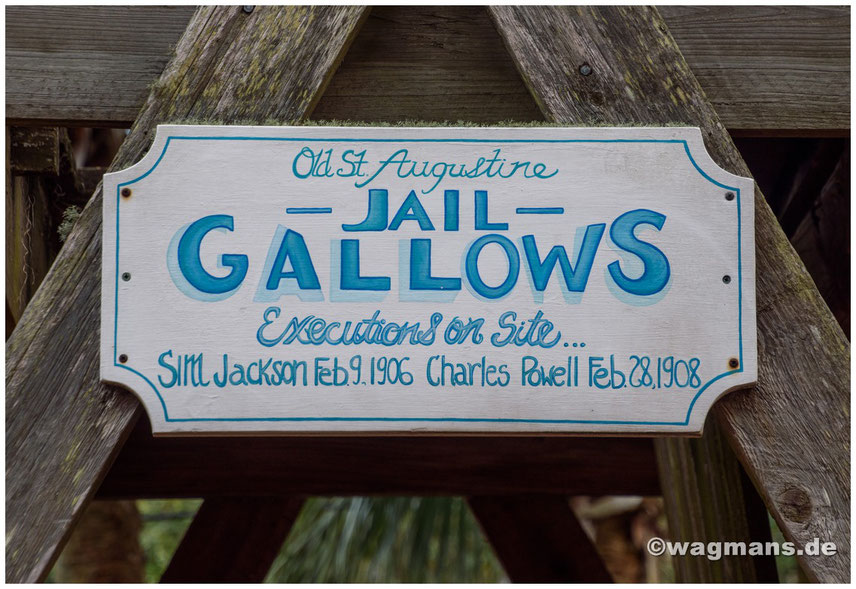 Old St. Augustine
- JAIL -
GALLOWS
Executions on Site...
SIM Jackson Feb. 9. 1906 Charles Powell Feb. 28, 1908
©wagmans.de